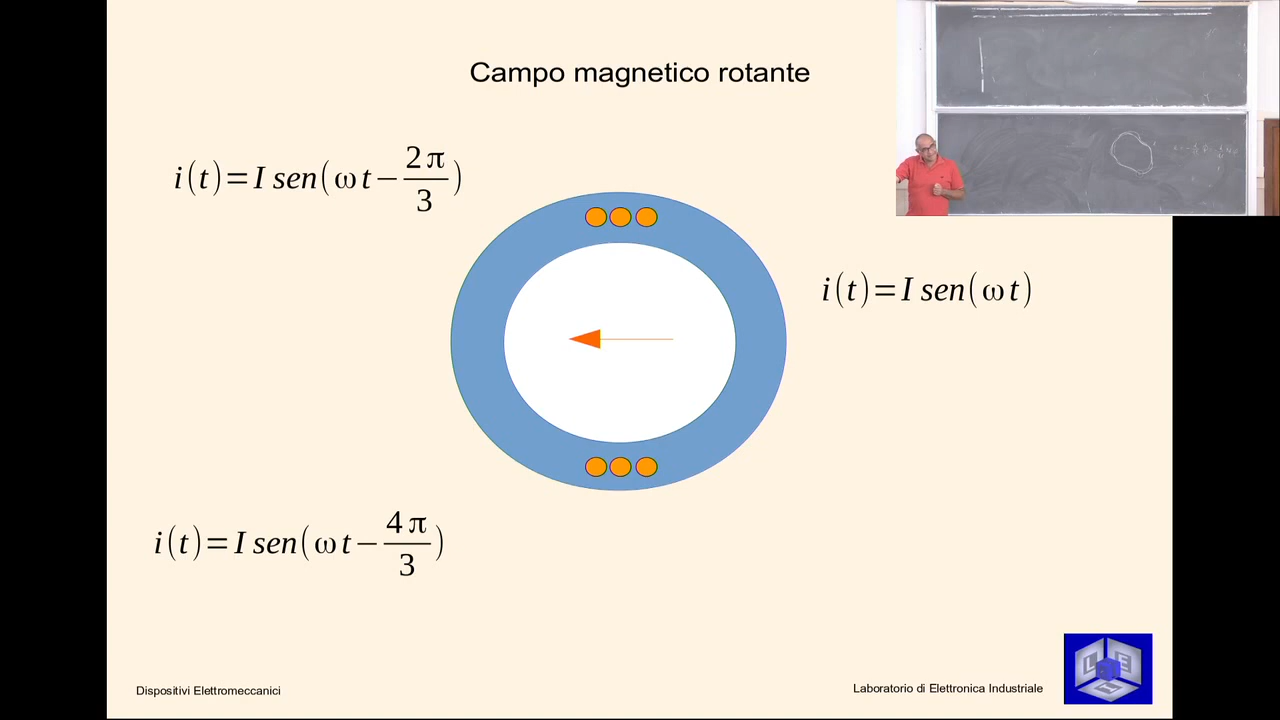 Campo magnetico rotante
i(t)=I sen(ωt−2π/3)
i(t)=I sen(ωt)
i(t)=I sen(ωt−4π/3)
Dispositivi Elettromeccanici
Laboratorio di Elettronica Industriale